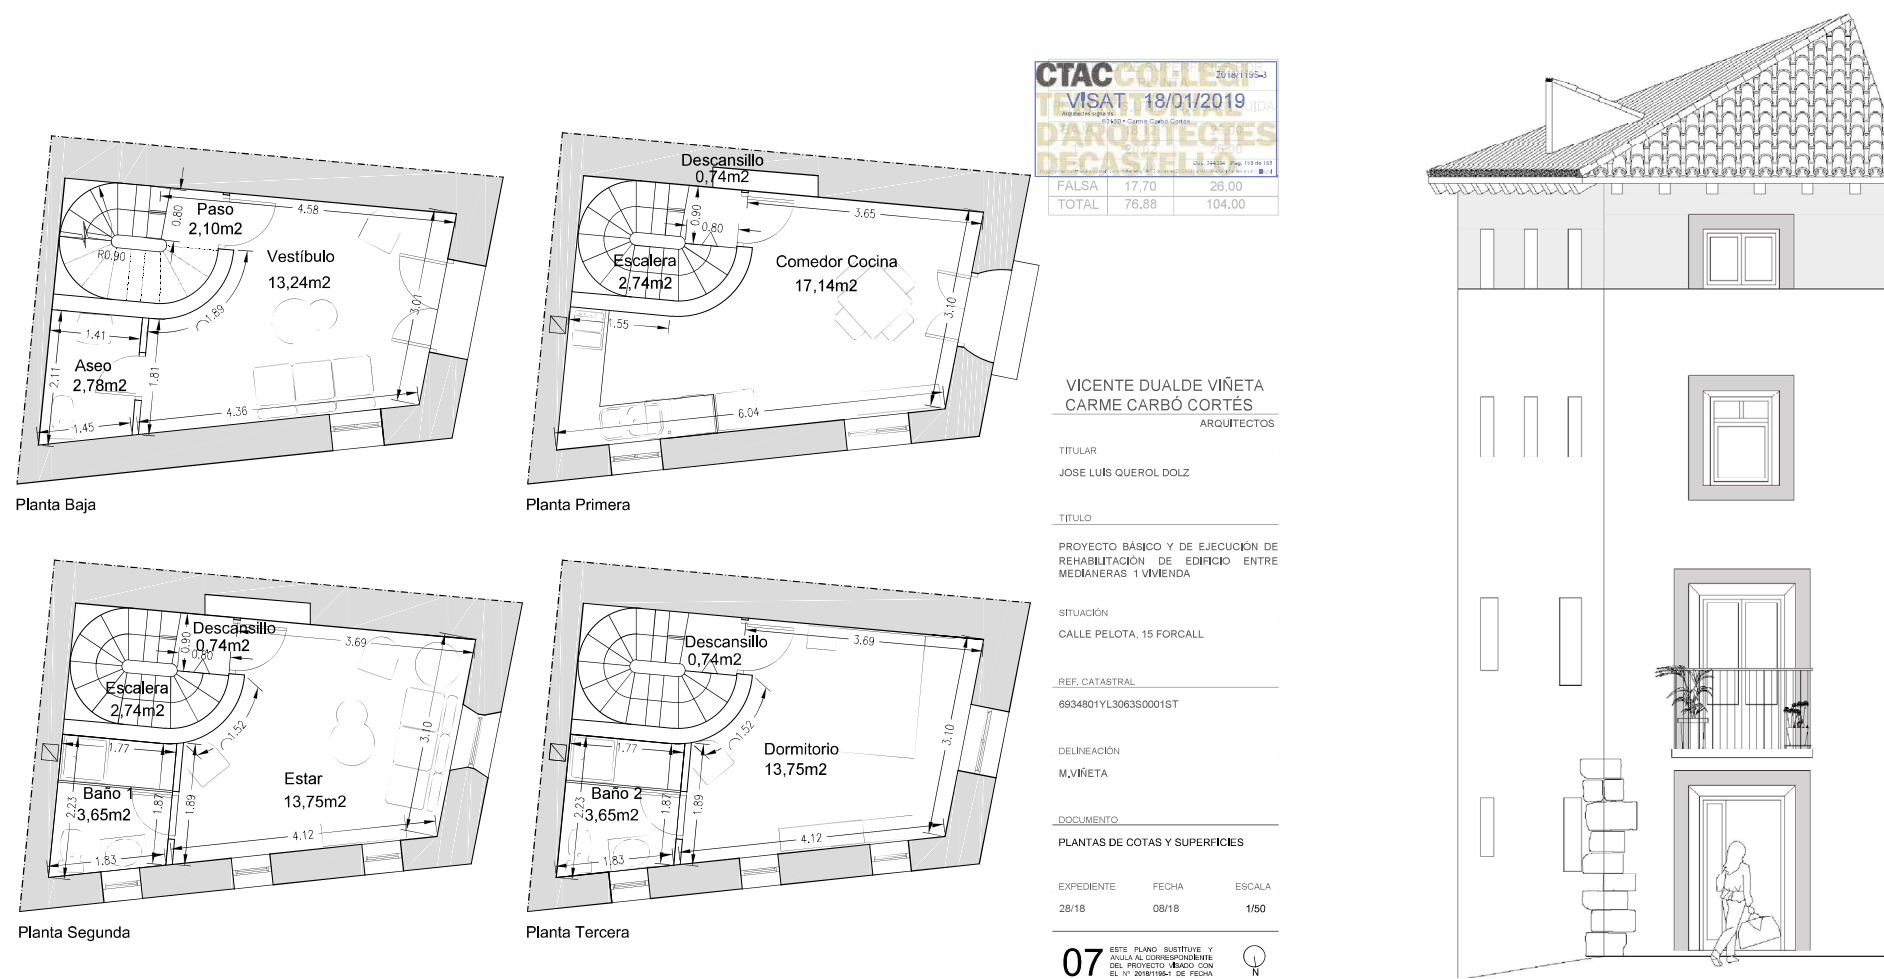 Paso
2,10m2
4.58
0.80
R0.90
Vestíbulo
13,24m2
3.01
1.89
1.41
Aseo
2,78m2
2.11
1.81
4.36
1.45
Planta Baja
Descansillo
0,74m2
3.65
0.90
0.80
Escalera
2,74m2
Comedor Cocina
17,14m2
3.10
1.55
6.04
Planta Primera
Descansillo
0,74m2
3.69
0.90
0.80
Escalera
2,74m2
1.52
3.10
1.77
Estar
13,75m2
Baño 1
3,65m2
2.23
1.87
1.89
4.12
1.83
Planta Segunda
Descansillo
0,74m2
3.69
1.52
3.10
1.77
Dormitorio
13,75m2
Baño 2
3,65m2
2.23
1.87
1.89
4.12
1.83
Planta Tercera
CTAC COL·LEGI
2018/1195-3
TERRITORIAL
VISAT 18/01/2019
D'ARQUITECTES
DECASTELLÓ
FALSA 17,70 26,00
TOTAL 76,88 104,00
VICENTE DUALDE VIÑETA
CARME CARBÓ CORTÉS
ARQUITECTOS
TITULAR
JOSE LUIS QUEROL DOLZ
TITULO
PROYECTO BÁSICO Y DE EJECUCIÓN DE
REHABILITACIÓN DE EDIFICIO ENTRE
MEDIANERAS 1 VIVIENDA
SITUACIÓN
CALLE PELOTA, 15 FORCALL
REF. CATASTRAL
6934801YL3063S0001ST
DELINEACIÓN
M.VIÑETA
DOCUMENTO
PLANTAS DE COTAS Y SUPERFICIES
EXPEDIENTE FECHA ESCALA
28/18 08/18 1/50
07
ESTE PLANO SUSTITUYE Y
ANULA AL CORRESPONDIENTE
DEL PROYECTO VISADO CON
EL Nº 2018/1195-1 DE FECHA
N